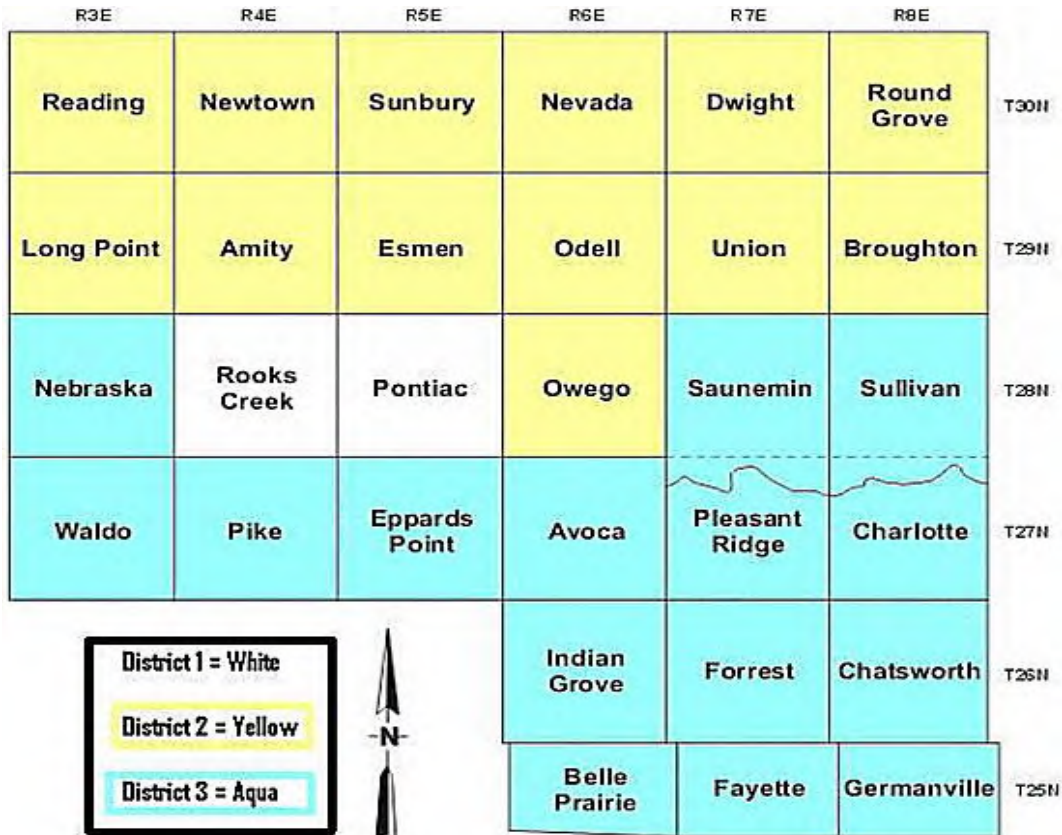 R3E R4E R5E R6E R7E R8E
Reading Newtown Sunbury Nevada Dwight Round
Grove T30N
Long Point Amity Esmen Odell Union Broughton T29N
Nebraska Rooks
Creek Pontiac Owego Saunemin Sullivan T28N
Waldo Pike Eppards
Point Avoca Pleasant
Ridge Charlotte T27N
Indian
Grove Forrest Chatsworth T26N
Belle
Prairie Fayette Germanville T25N
District 1 = White
District 2 = Yellow
District 3 = Aqua
N